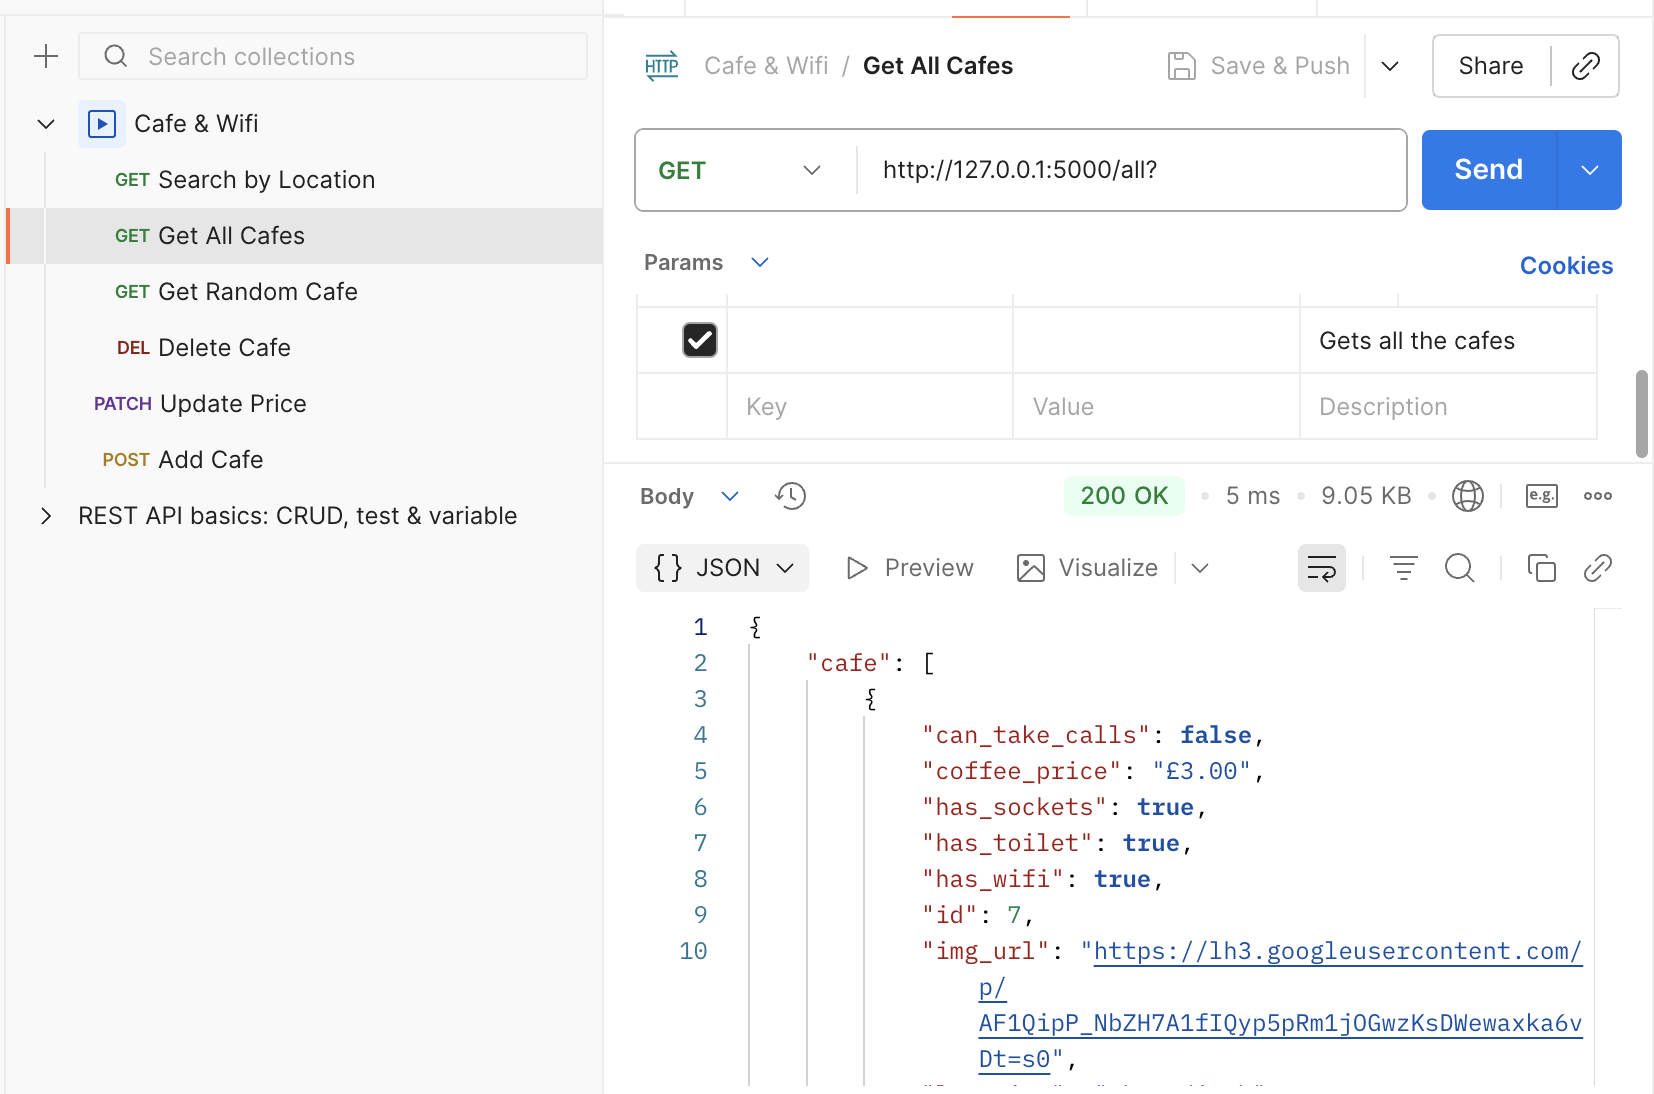 Search collections
Cafe & Wifi
GET Search by Location
GET Get All Cafes
GET Get Random Cafe
DEL Delete Cafe
PATCH Update Price
POST Add Cafe
REST API basics: CRUD, test & variable
HTTP Cafe & Wifi / Get All Cafes Save & Push Share
GET http://127.0.0.1:5000/all? Send
Params Cookies
Gets all the cafes
Key Value Description
Body 200 OK 5 ms 9.05 KB e.g.
{} JSON Preview Visualize
1 {
2 "cafe": [
3 {
4 "can_take_calls": false,
5 "coffee_price": "£3.00",
6 "has_sockets": true,
7 "has_toilet": true,
8 "has_wifi": true,
9 "id": 7,
10 "img_url": "https://lh3.googleusercontent.com/
p/
AF1QipP_NbZH7A1fIQyp5pRm1jOGwzKsDWewaxka6v
Dt=s0",